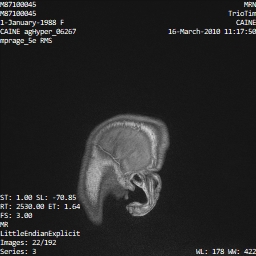 M87100045
M87100045
1-January-1988 F
CAINE agHyper_06267
mprage_5e RMS
MRN
TrioTim
CAINE
16-March-2010 11:17:50
ST: 1.00 SL: -70.85
RT: 2530.00 ET: 1.64
FS: 3.00
MR
LittleEndianExplicit
Images: 22/192
Series: 3
WL: 178 WW: 422